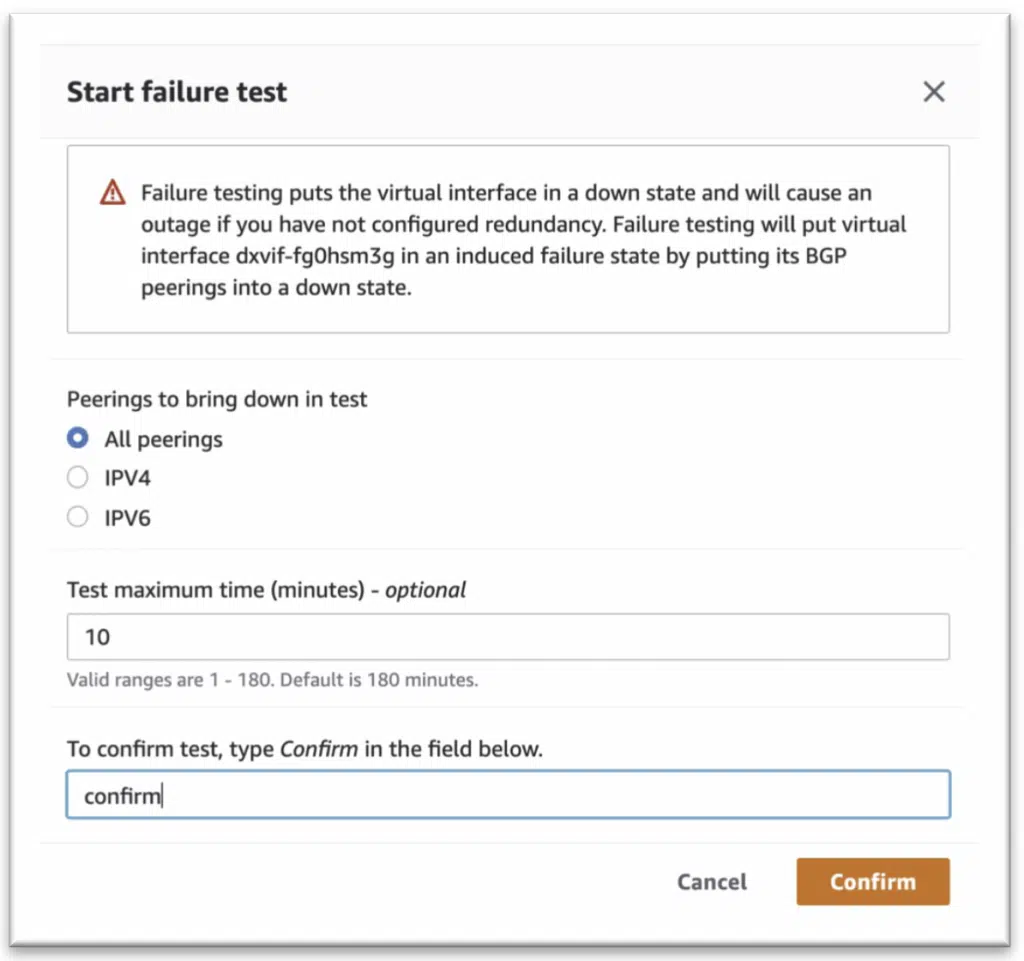 Start failure test
Failure testing puts the virtual interface in a down state and will cause an
outage if you have not configured redundancy. Failure testing will put virtual
interface dxvif-fg0hsm3g in an induced failure state by putting its BGP
peerings into a down state.
Peerings to bring down in test
All peerings
IPV4
IPV6
Test maximum time (minutes) - optional
10
Valid ranges are 1 - 180. Default is 180 minutes.
To confirm test, type Confirm in the field below.
confirm
Cancel
Confirm